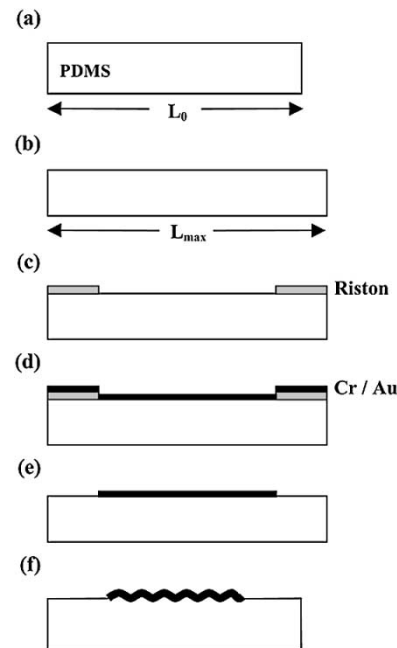 (a)
PDMS
L₀
(b)
Lmax
(c)
Riston
(d)
Cr / Au
(e)
(f)